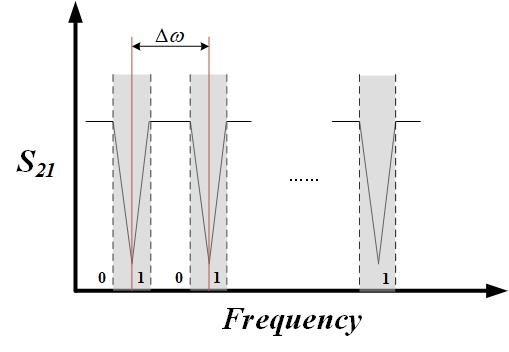 Δω
S21
......
0 1 0 1 1
Frequency